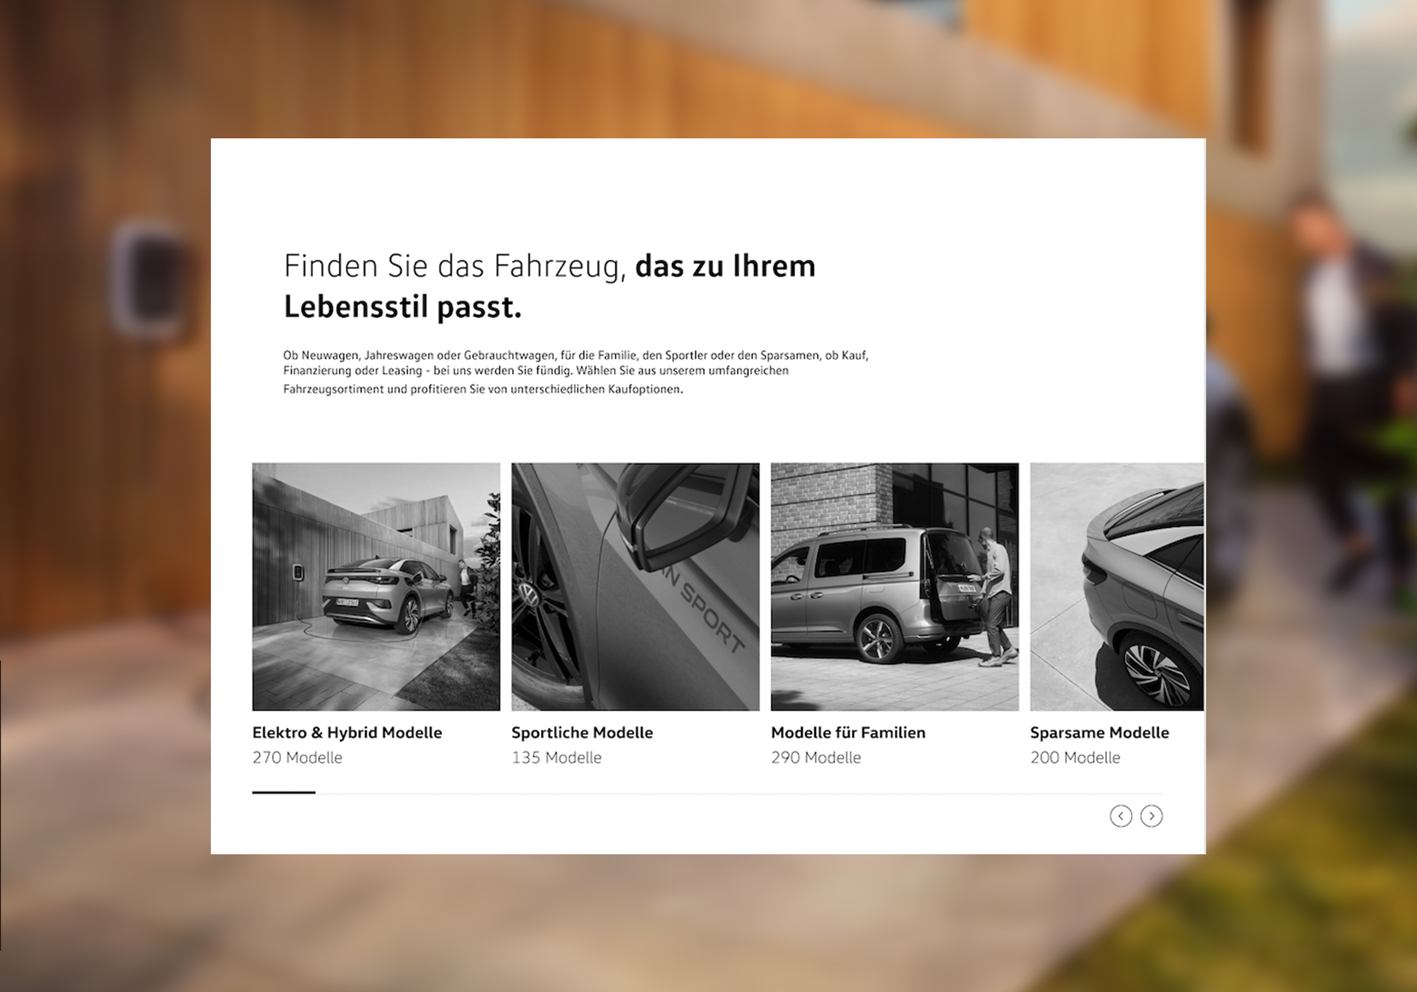 Finden Sie das Fahrzeug, das zu Ihrem
Lebensstil passt.
Ob Neuwagen, Jahreswagen oder Gebrauchtwagen, für die Familie, den Sportler oder den Sparsamen, ob Kauf,
Finanzierung oder Leasing - bei uns werden Sie fündig. Wählen Sie aus unserem umfangreichen
Fahrzeugsortiment und profitieren Sie von unterschiedlichen Kaufoptionen.
AN SPORT
Elektro & Hybrid Modelle
270 Modelle
Sportliche Modelle
135 Modelle
Modelle für Familien
290 Modelle
Sparsame Modelle
200 Modelle